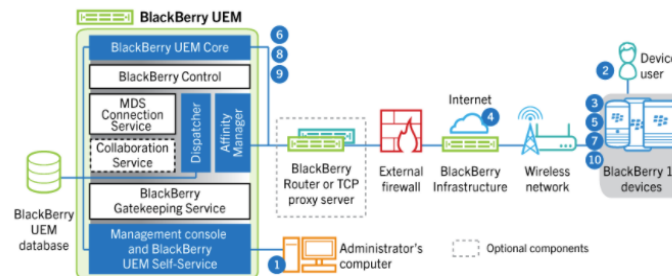 BlackBerry UEM
BlackBerry UEM Core
BlackBerry Control
MDS
Connection
Service
Collaboration
Service
Dispatcher
Affinity
Manager
BlackBerry
Gatekeeping Service
Management console
and BlackBerry
UEM Self-Service
BlackBerry
UEM
database
6
8
9
1
Administrator's
computer
BlackBerry
Router or TCP
proxy server
External
firewall
Internet
4
BlackBerry
Infrastructure
Wireless
network
Optional components
2
Device
user
3
5
7
10
BlackBerry 1
devices